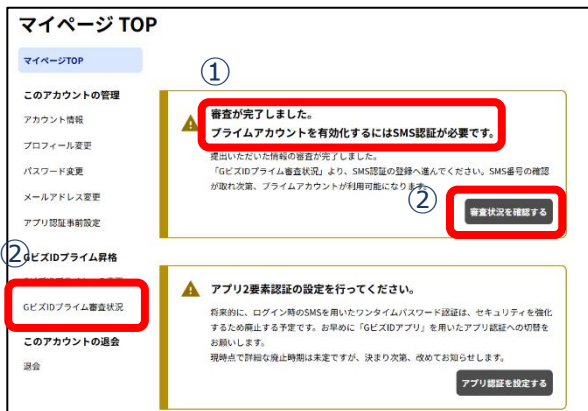 マイページ TOP
マイページTOP
このアカウントの管理
アカウント情報
プロフィール変更
パスワード変更
メールアドレス変更
アプリ認証事前設定
②
GビズIDプライム昇格
GビズIDプライム審査状況
このアカウントの退会
退会
①
審査が完了しました。
プライムアカウントを有効化するにはSMS認証が必要です。
提出いただいた情報の審査が完了しました。
「GビズIDプライム審査状況」より、SMS認証の登録へ進んでください。SMS番号の確認
が取れ次第、プライムアカウントが利用可能になります。
②
審査状況を確認する
アプリ2要素認証の設定を行ってください。
将来的に、ログイン時のSMSを用いたワンタイムパスワード認証は、セキュリティを強化
するため廃止する予定です。お早めに「GビズIDアプリ」を用いたアプリ認証への切替を
お願いします。
現時点で詳細な廃止時期は未定ですが、決まり次第、改めてお知らせします。
アプリ認証を設定する